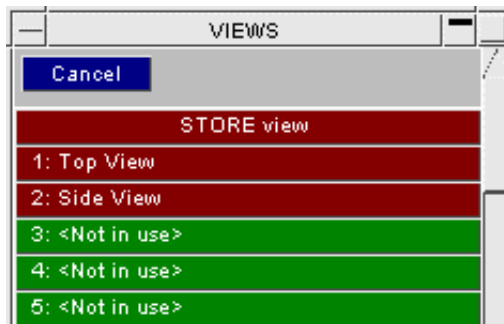 VIEWS
Cancel
STORE view
1: Top View
2: Side View
3: <Not in use>
4: <Not in use>
5: <Not in use>